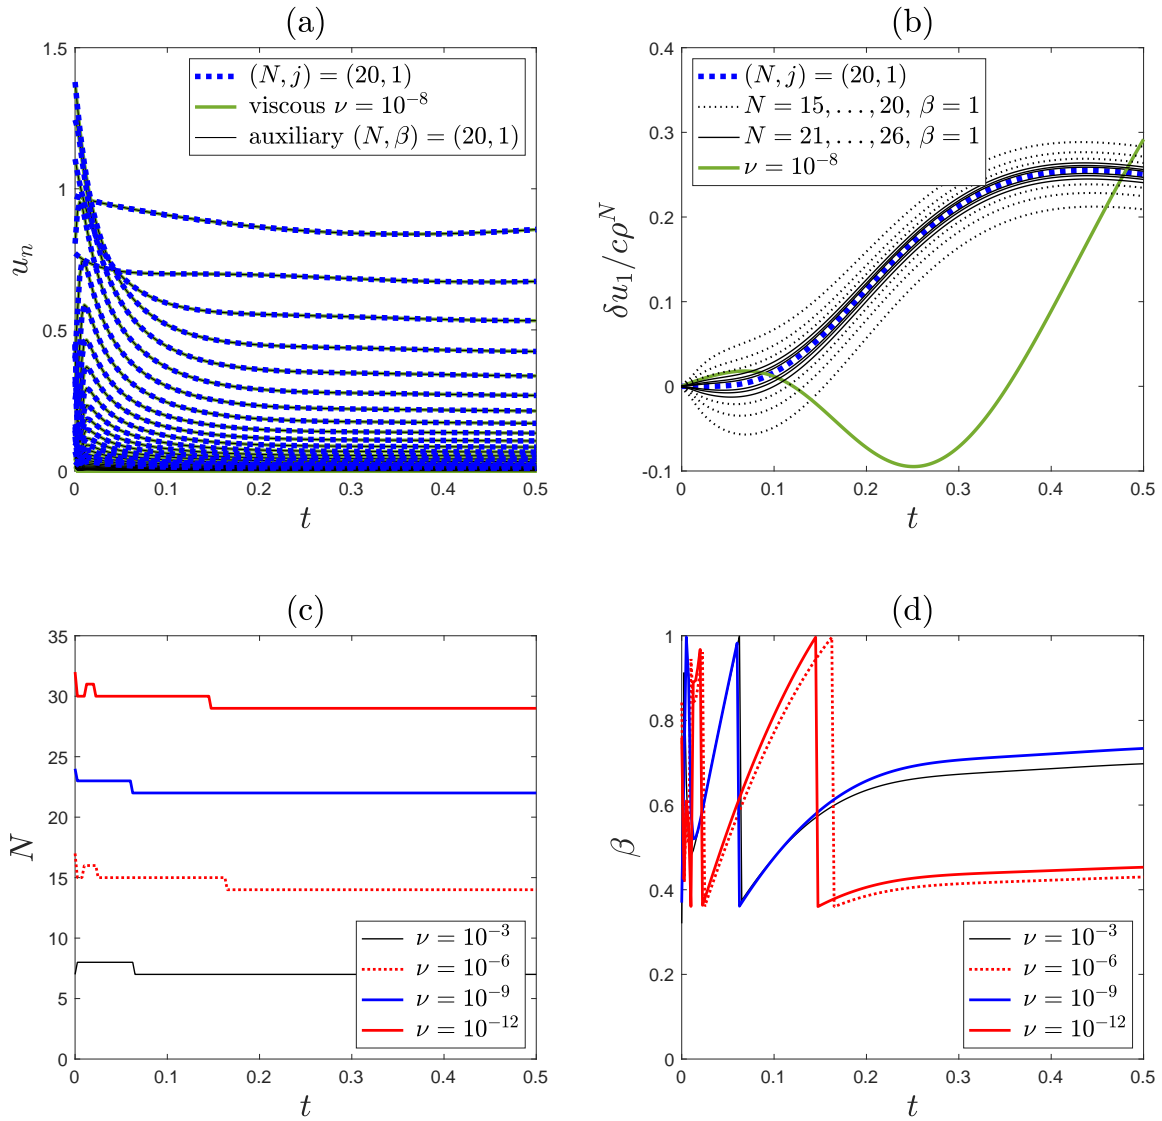 (a)
1.5
1
0.5
0
u_n
(N, j) = (20, 1)
viscous ν = 10^{-8}
auxiliary (N, β) = (20, 1)
0 0.1 0.2 0.3 0.4 0.5
t
(b)
0.4
0.3
0.2
0.1
0
-0.1
δu_1/cρ^N
(N, j) = (20, 1)
N = 15, . . . , 20, β = 1
N = 21, . . . , 26, β = 1
ν = 10^{-8}
0 0.1 0.2 0.3 0.4 0.5
t
(c)
35
30
25
20
15
10
5
0
N
ν = 10^{-3}
ν = 10^{-6}
ν = 10^{-9}
ν = 10^{-12}
0 0.1 0.2 0.3 0.4 0.5
t
(d)
1
0.8
0.6
0.4
0.2
0
β
ν = 10^{-3}
ν = 10^{-6}
ν = 10^{-9}
ν = 10^{-12}
0 0.1 0.2 0.3 0.4 0.5
t